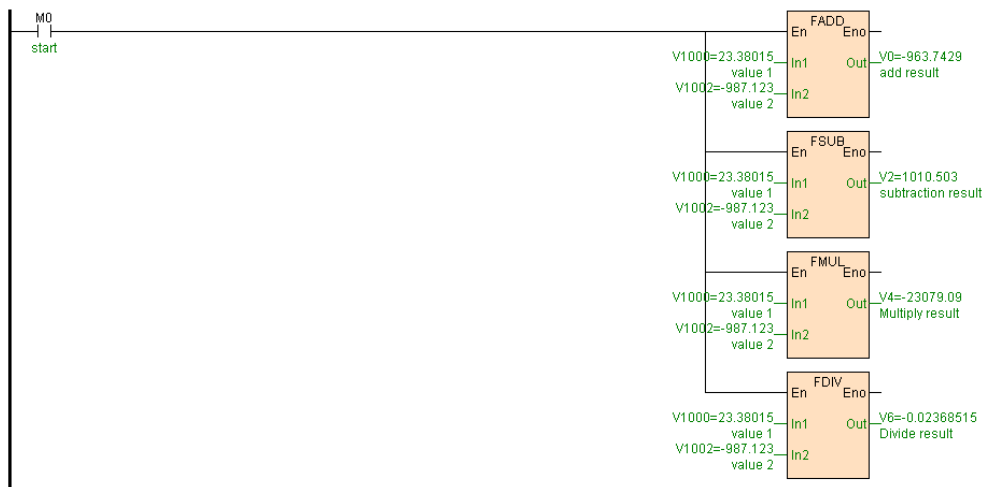 M0
start
FADD
En Eno
V1000=23.38015 In1 Out V0=-963.7429
value 1 add result
V1002=-987.123 In2
value 2
FSUB
En Eno
V1000=23.38015 In1 Out V2=1010.503
value 1 subtraction result
V1002=-987.123 In2
value 2
FMUL
En Eno
V1000=23.38015 In1 Out V4=-23079.09
value 1 Multiply result
V1002=-987.123 In2
value 2
FDIV
En Eno
V1000=23.38015 In1 Out V6=-0.02368515
value 1 Divide result
V1002=-987.123 In2
value 2